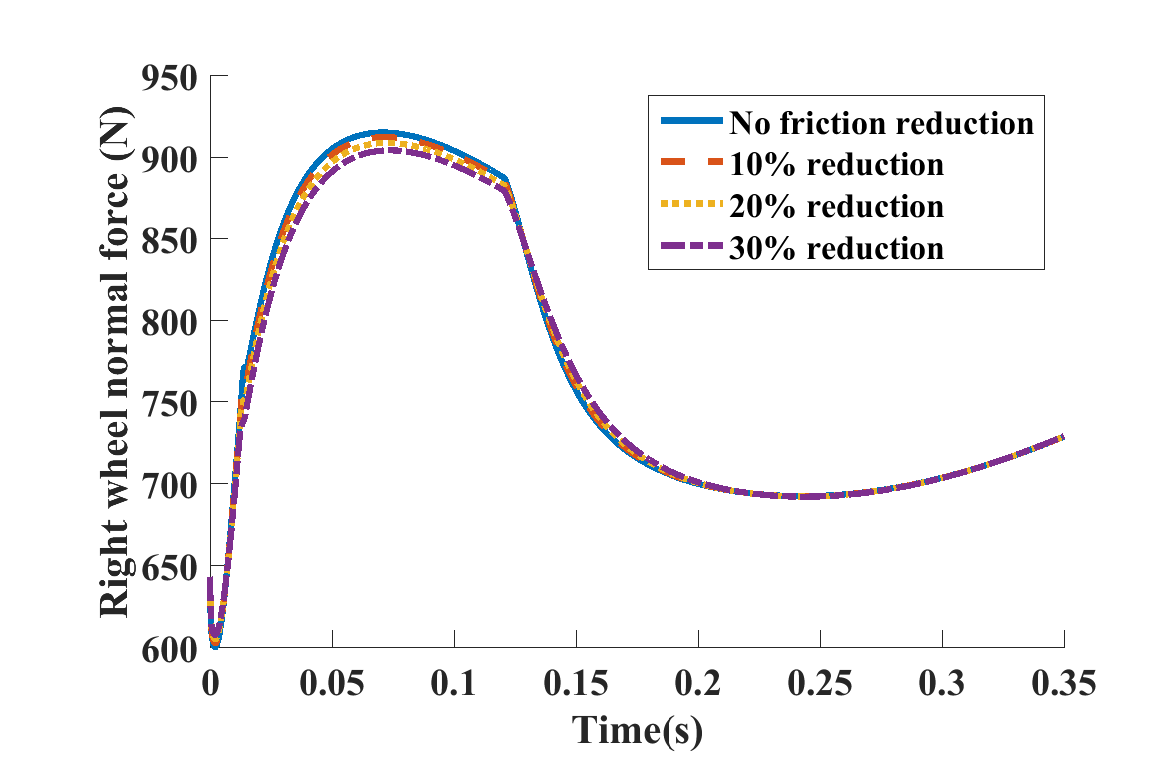 Right wheel normal force (N)
950
900
850
800
750
700
650
600
0
0.05
0.1
0.15
0.2
0.25
0.3
0.35
Time(s)
No friction reduction
10% reduction
20% reduction
30% reduction